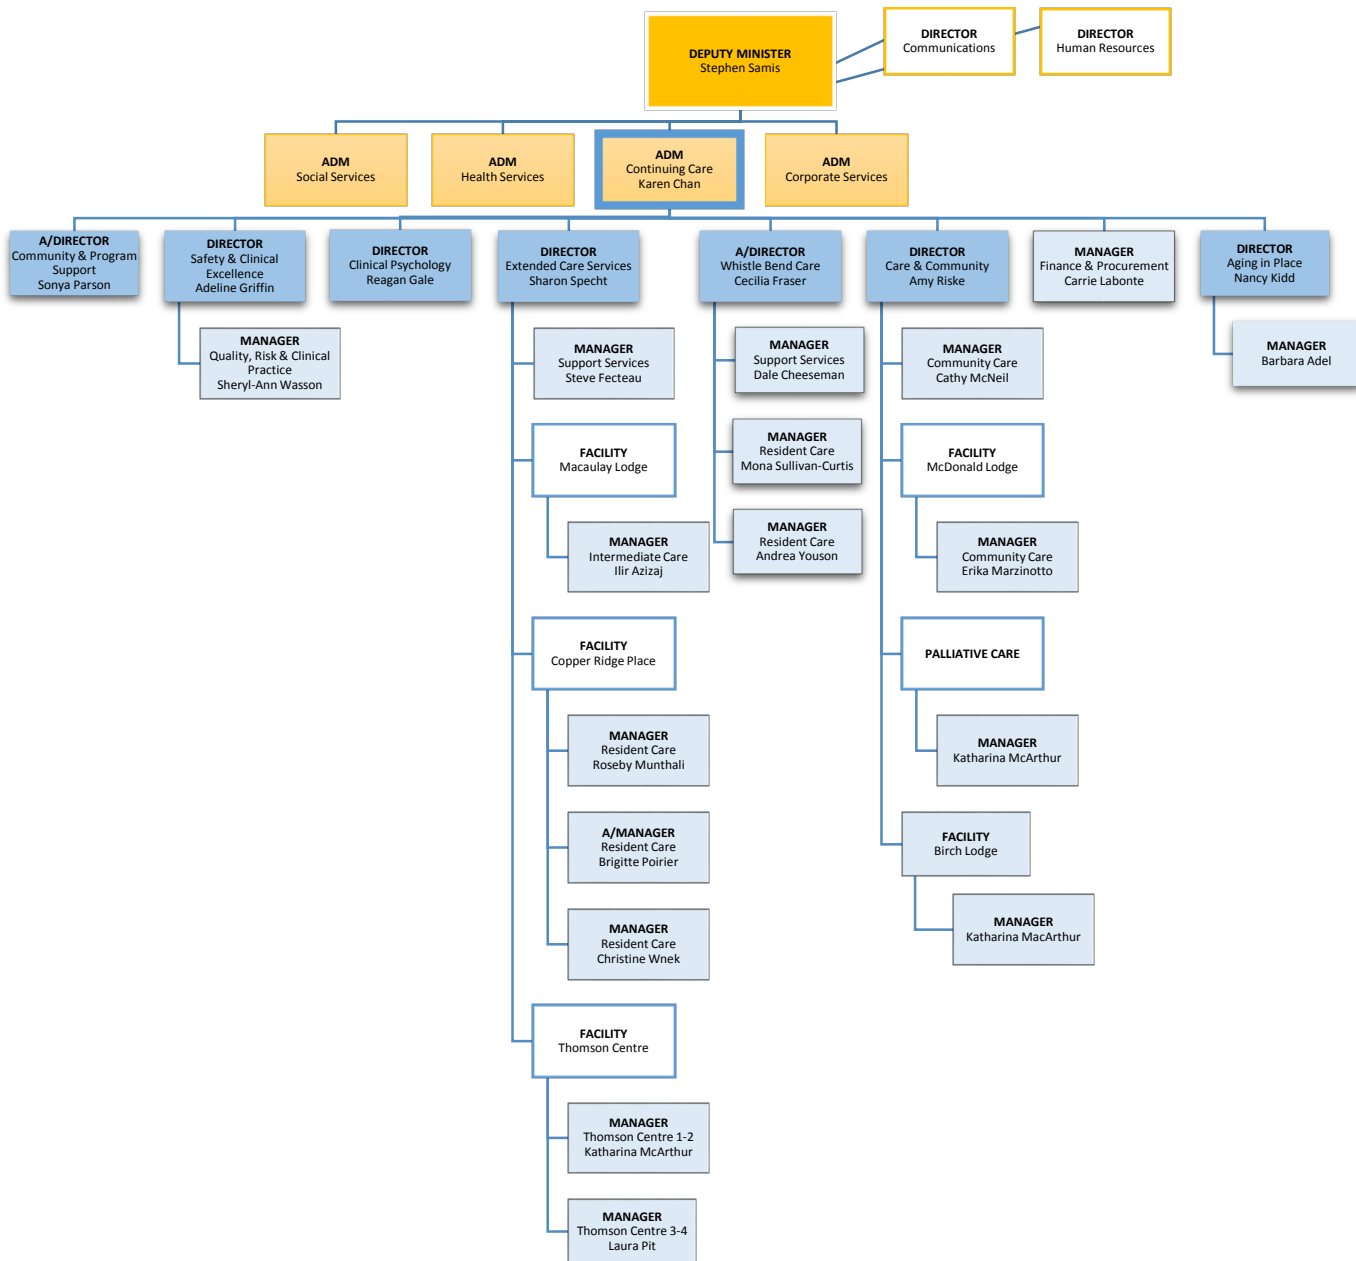 DEPUTY MINISTER
Stephen Samis
DIRECTOR
Communications
DIRECTOR
Human Resources
ADM
Social Services
ADM
Health Services
ADM
Continuing Care
Karen Chan
ADM
Corporate Services
A/DIRECTOR
Community & Program
Support
Sonya Parson
DIRECTOR
Safety & Clinical
Excellence
Adeline Griffin
DIRECTOR
Clinical Psychology
Reagan Gale
DIRECTOR
Extended Care Services
Sharon Specht
A/DIRECTOR
Whistle Bend Care
Cecilia Fraser
DIRECTOR
Care & Community
Amy Riske
MANAGER
Finance & Procurement
Carrie Labonte
DIRECTOR
Aging in Place
Nancy Kidd
MANAGER
Quality, Risk & Clinical
Practice
Sheryl-Ann Wasson
MANAGER
Support Services
Steve Fecteau
MANAGER
Support Services
Dale Cheeseman
MANAGER
Community Care
Cathy McNeil
MANAGER
Barbara Adel
FACILITY
Macaulay Lodge
MANAGER
Resident Care
Mona Sullivan-Curtis
FACILITY
McDonald Lodge
MANAGER
Intermediate Care
Ilir Azizaj
MANAGER
Resident Care
Andrea Youson
MANAGER
Community Care
Erika Marzinotto
FACILITY
Copper Ridge Place
PALLIATIVE CARE
MANAGER
Resident Care
Roseby Munthali
MANAGER
Katharina McArthur
A/MANAGER
Resident Care
Brigitte Poirier
FACILITY
Birch Lodge
MANAGER
Resident Care
Christine Wnek
MANAGER
Katharina MacArthur
FACILITY
Thomson Centre
MANAGER
Thomson Centre 1-2
Katharina McArthur
MANAGER
Thomson Centre 3-4
Laura Pit